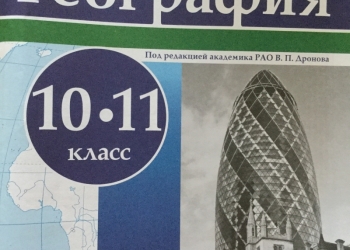 География
Под редакцией академика РАО В. П. Дронова
10•11
класс